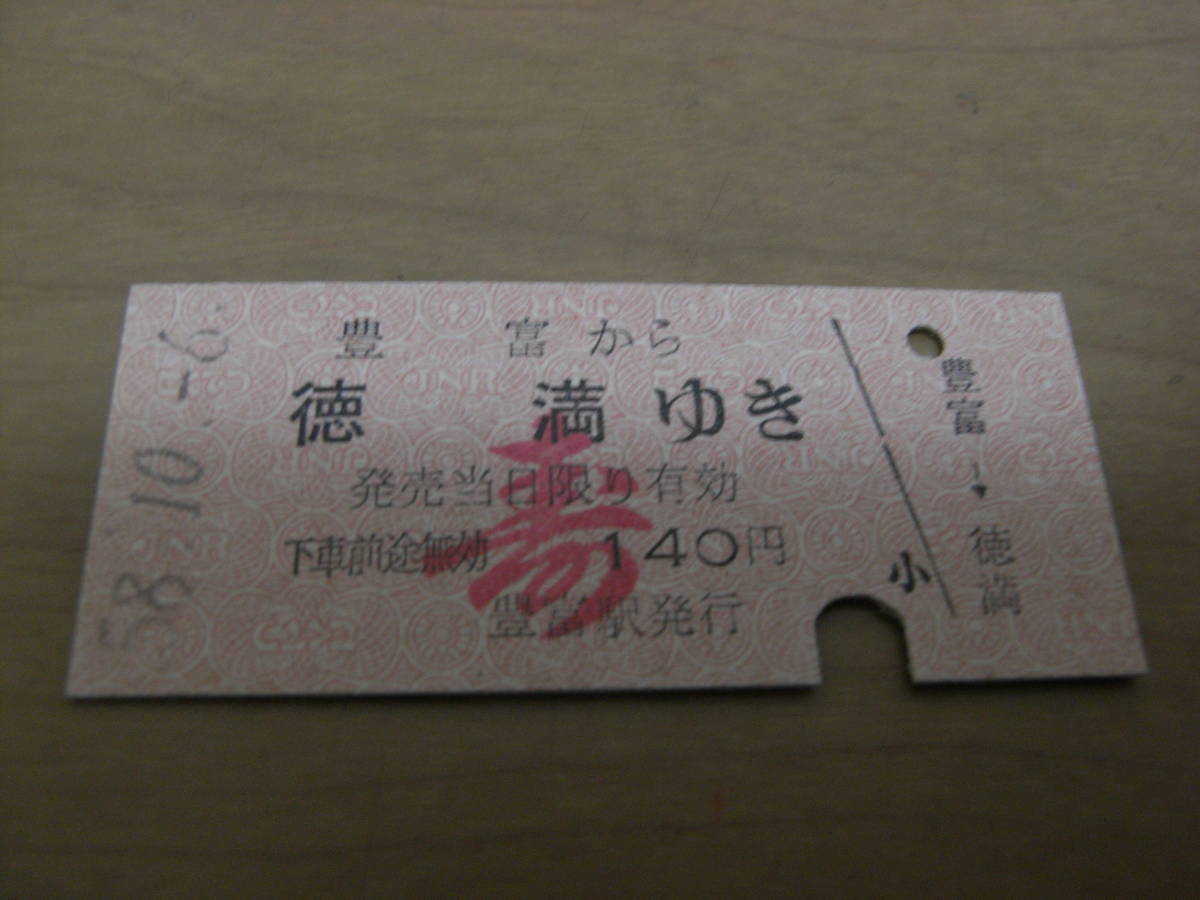 58.10.-6.
豊富から
徳満ゆき
発売当日限り有効
下車前途無効 140円
豊富駅発行
寿
小
豊富→徳満